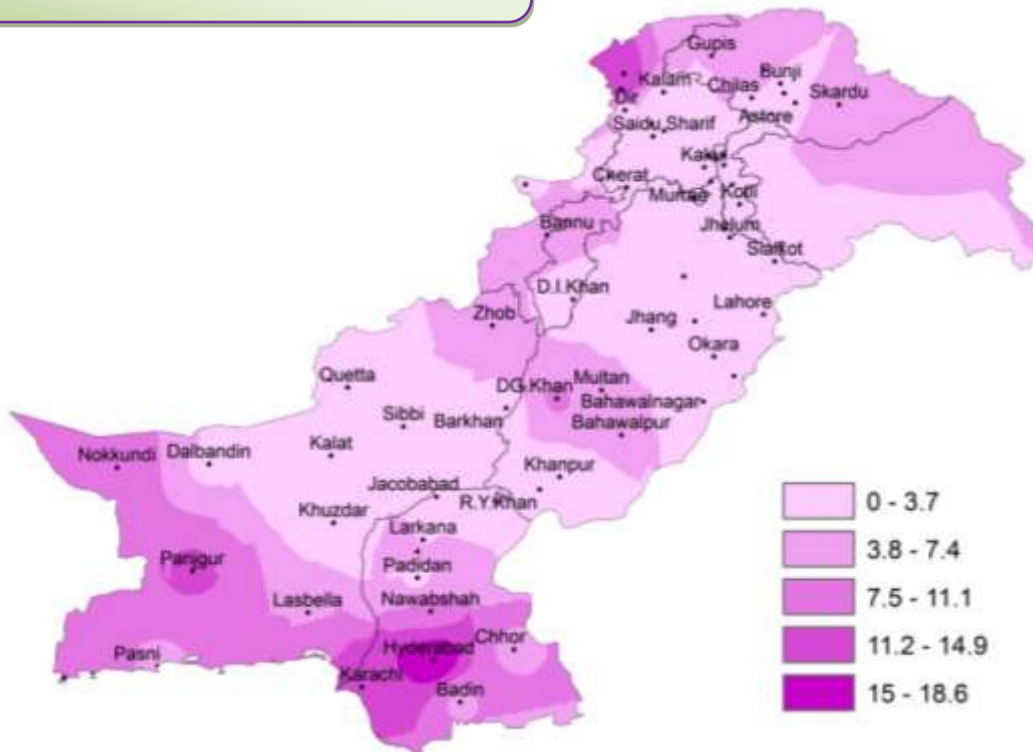 Gupis
Kalam
Chilas
Bunji
Skardu
Dir
Astore
Saidu Sharif
Cherat
Kotli
Bannu
Jhelum
D.I.Khan
Zhob
Lahore
Jhang
Okara
Quetta
DG.Khan
Multan
Bahawalnagar
Sibbi
Barkhan
Bahawalpur
Nokkundi
Dalbandin
Kalat
Khanpur
Jacobabad
R.Y.Khan
Khuzdar
Larkana
Panjgur
Padidan
Lasbella
Nawabshah
Pasni
Hyderabad
Chhor
Karachi
Badin
0 - 3.7
3.8 - 7.4
7.5 - 11.1
11.2 - 14.9
15 - 18.6